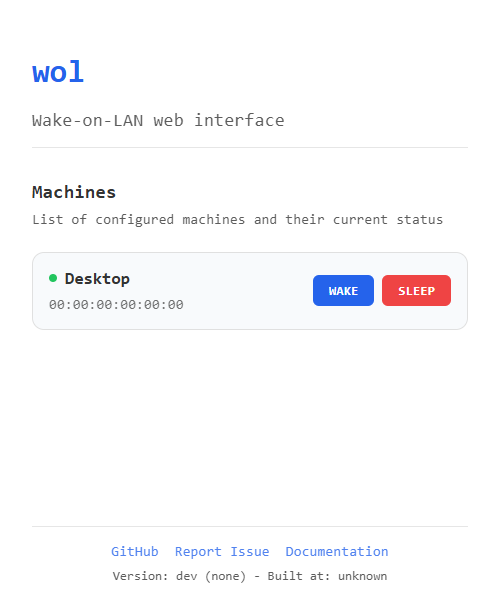 wol
Wake-on-LAN web interface
Machines
List of configured machines and their current status
Desktop
00:00:00:00:00:00
WAKE SLEEP
GitHub Report Issue Documentation
Version: dev (none) - Built at: unknown